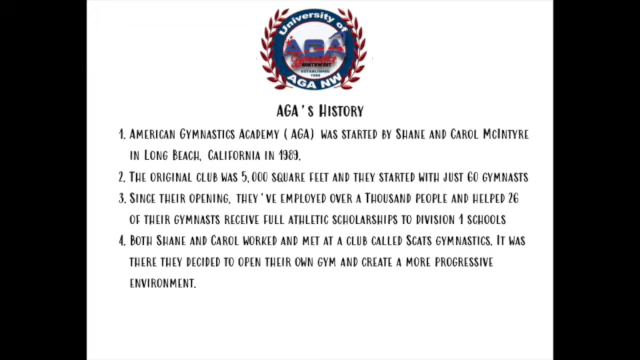 University of
AGA
NORTHWEST
ESTABLISHED
AGA NW
AGA's History
1. American Gymnastics Academy (AGA) was started by Shane and Carol McIntyre
in Long Beach, California in 1989.
2. The original club was 5,000 square feet and they started with just 60 gymnasts
3. Since their opening, they've employed over a Thousand people and helped 26
of their gymnasts receive full athletic scholarships to division 1 schools
4. Both Shane and Carol worked and met at a club called Scats gymnastics. It was
there they decided to open their own gym and create a more progressive
environment.